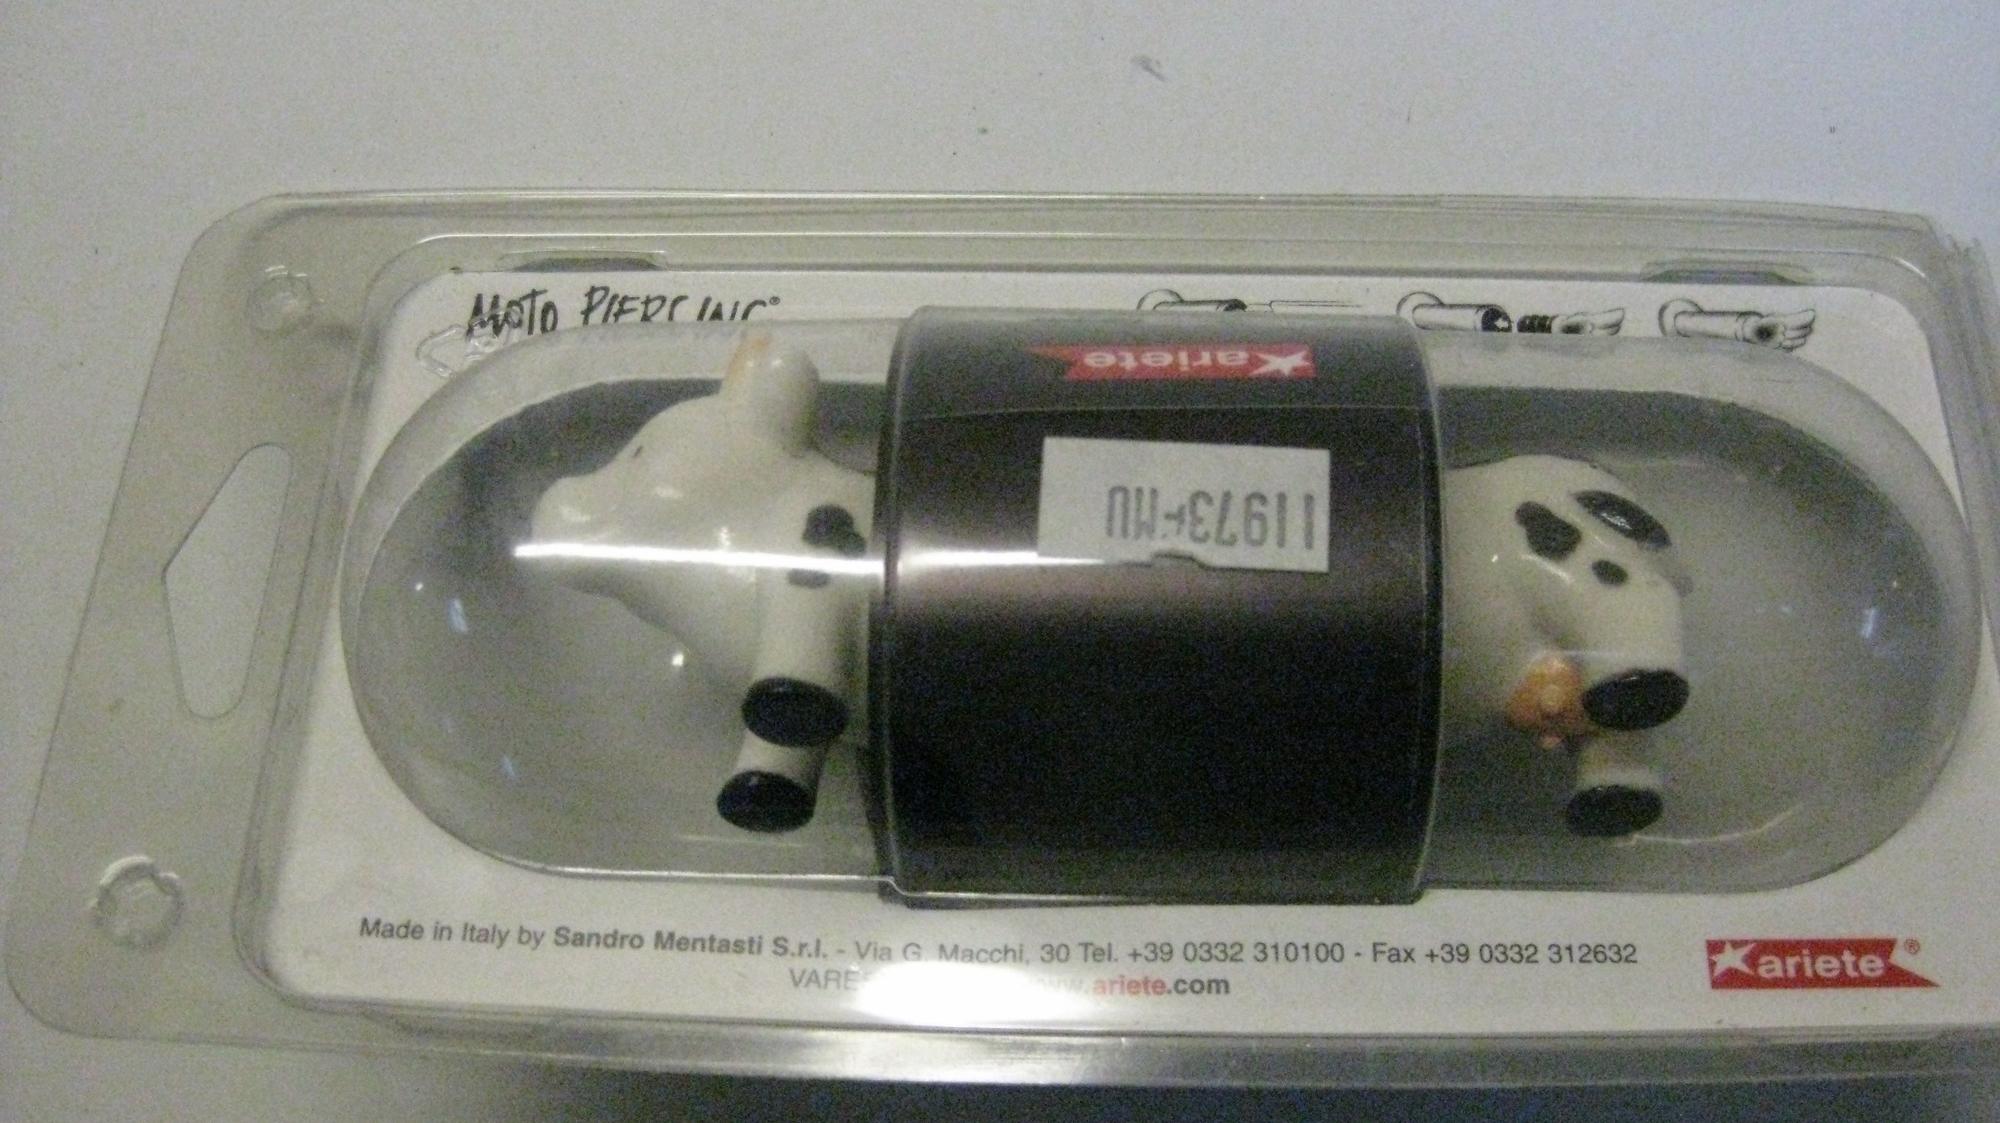 MOTO PIERCING®
ariete
11973-MU
Made in Italy by Sandro Mentasti S.r.l. - Via G. Macchi, 30 Tel. +39 0332 310100 - Fax +39 0332 312632
ariete.com
ariete®